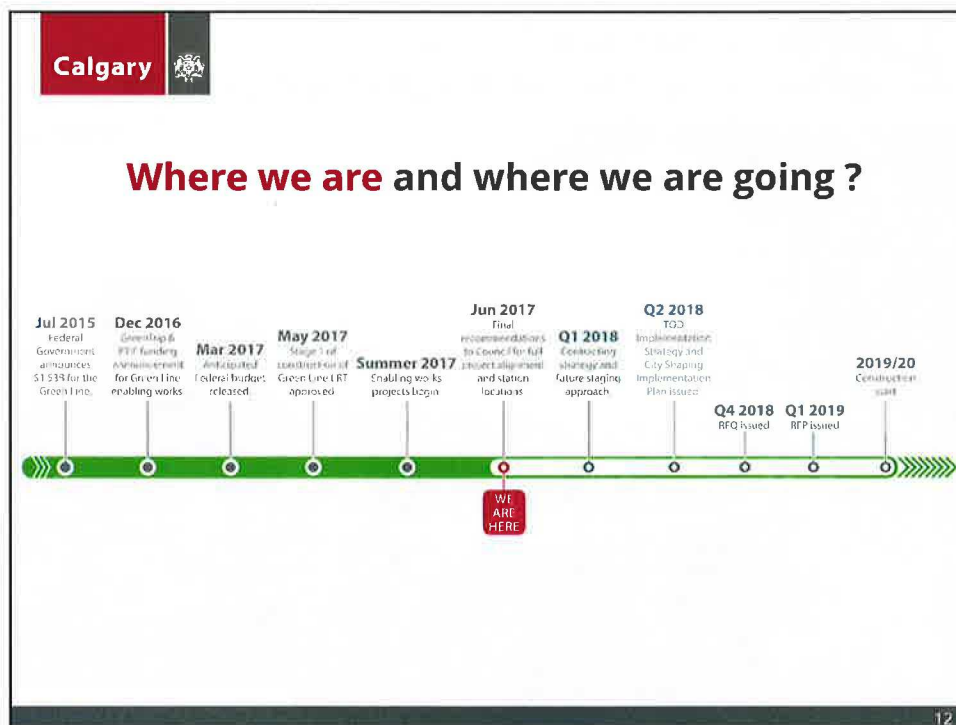 Calgary
Where we are and where we are going ?
Jul 2015
Federal
Government
announces
$1.53B for the
Green Line.
Dec 2016
GreenTrip &
PTIF funding
announcement
for Green Line
enabling works
Mar 2017
Anticipated
Federal budget
released
May 2017
Stage 1 of
construction of
Green Line LRT
approved
Summer 2017
Enabling works
projects begin
Jun 2017
Final
recommendations
to Council for full
project alignment
and station
locations
Q1 2018
Contracting
strategy and
future staging
approach
Q2 2018
TOD
Implementation
Strategy and
City Shaping
Implementation
Plan issued
Q4 2018
RFQ issued
Q1 2019
RFP issued
2019/20
Construction
start
WE
ARE
HERE
12